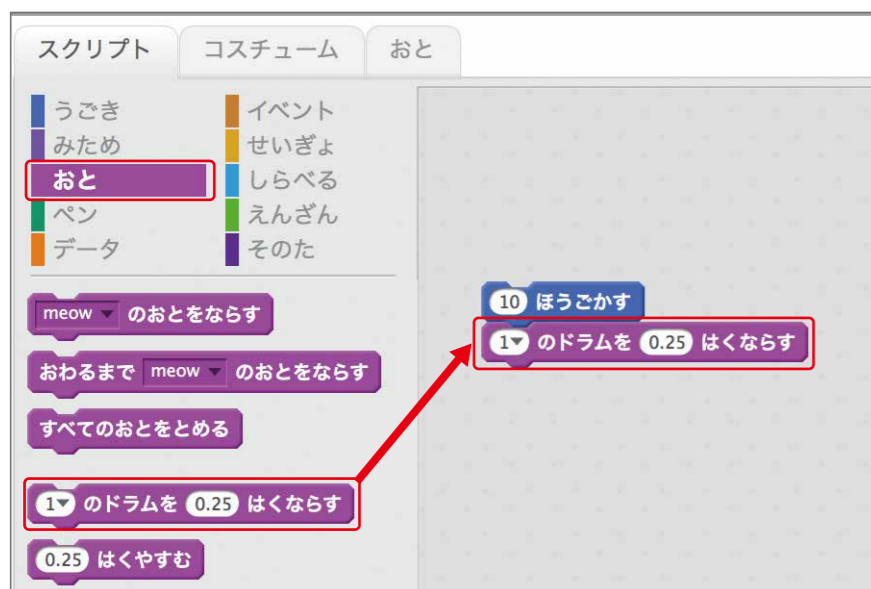 スクリプト コスチューム おと
うごき イベント
みため せいぎょ
おと しらべる
ペン えんざん
データ そのた
meow のおとをならす
おわるまで meow のおとをならす
すべてのおとをとめる
1 のドラムを 0.25 はくならす
0.25 はくやすむ
10 ほうごかす
1 のドラムを 0.25 はくならす